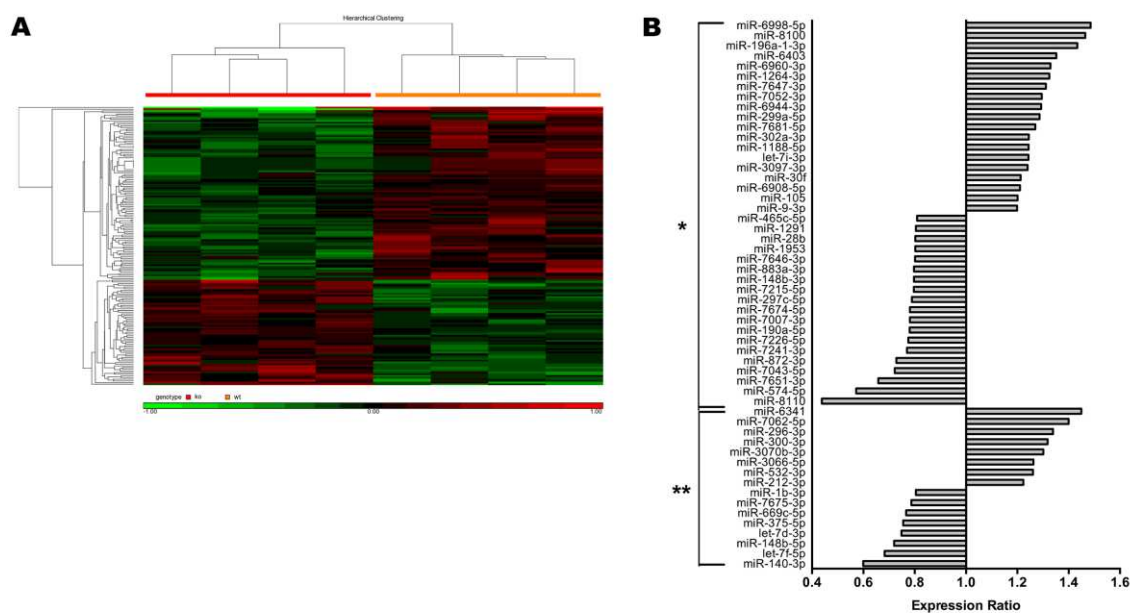 A
Hierarchical Clustering
genotype ko wt
-1.00 0.00 1.00
B
miR-6998-5p
miR-8100
miR-196a-1-3p
miR-6403
miR-6960-3p
miR-1264-3p
miR-7647-3p
miR-7052-3p
miR-6944-3p
miR-299a-5p
miR-7681-5p
miR-302a-3p
miR-1188-5p
let-7i-3p
miR-3097-3p
miR-30f
miR-6908-5p
miR-105
miR-9-3p
miR-465c-5p
miR-1291
miR-28b
miR-1953
miR-7646-3p
miR-883a-3p
miR-148b-3p
miR-7215-5p
miR-297c-5p
miR-7674-5p
miR-7007-3p
miR-190a-5p
miR-7226-5p
miR-7241-3p
miR-872-3p
miR-7043-5p
miR-7651-3p
miR-574-5p
miR-8110
*
miR-6341
miR-7062-5p
miR-296-3p
miR-300-3p
miR-3070b-3p
miR-3066-5p
miR-532-3p
miR-212-3p
miR-1b-3p
miR-7675-3p
miR-669c-5p
miR-375-5p
let-7d-3p
miR-148b-5p
let-7f-5p
miR-140-3p
**
0.4 0.6 0.8 1.0 1.2 1.4 1.6
Expression Ratio